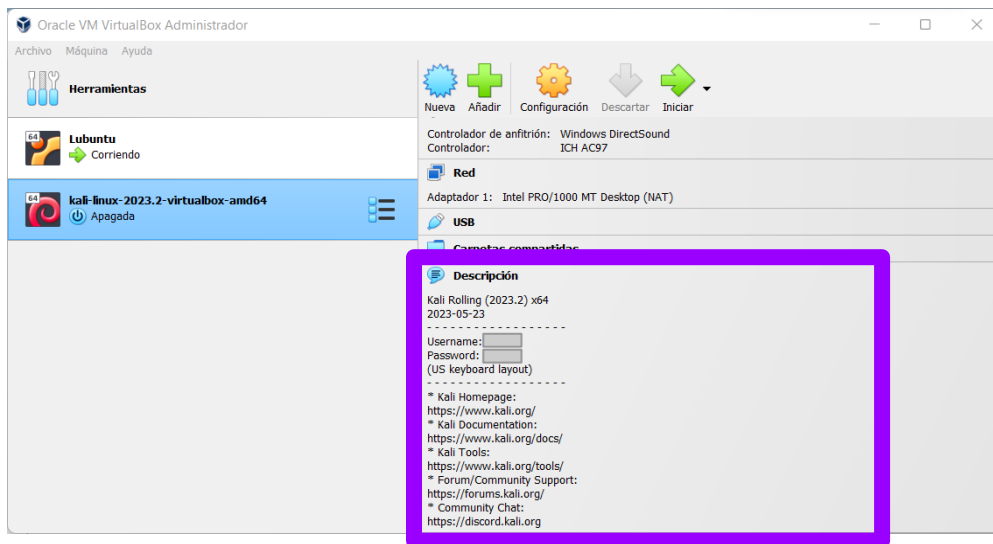 Oracle VM VirtualBox Administrador
Archivo Máquina Ayuda
Herramientas
64 Lubuntu
Corriendo
64 kali-linux-2023.2-virtualbox-amd64
Apagada
Nueva Añadir Configuración Descartar Iniciar
Controlador de anfitrión: Windows DirectSound
Controlador: ICH AC97
Red
Adaptador 1: Intel PRO/1000 MT Desktop (NAT)
USB
Carpetas compartidas
Descripción
Kali Rolling (2023.2) x64
2023-05-23
- - - - - - - - - - - - - - - - - -
Username:
Password:
(US keyboard layout)
- - - - - - - - - - - - - - - - - -
* Kali Homepage:
https://www.kali.org/
* Kali Documentation:
https://www.kali.org/docs/
* Kali Tools:
https://www.kali.org/tools/
* Forum/Community Support:
https://forums.kali.org/
* Community Chat:
https://discord.kali.org